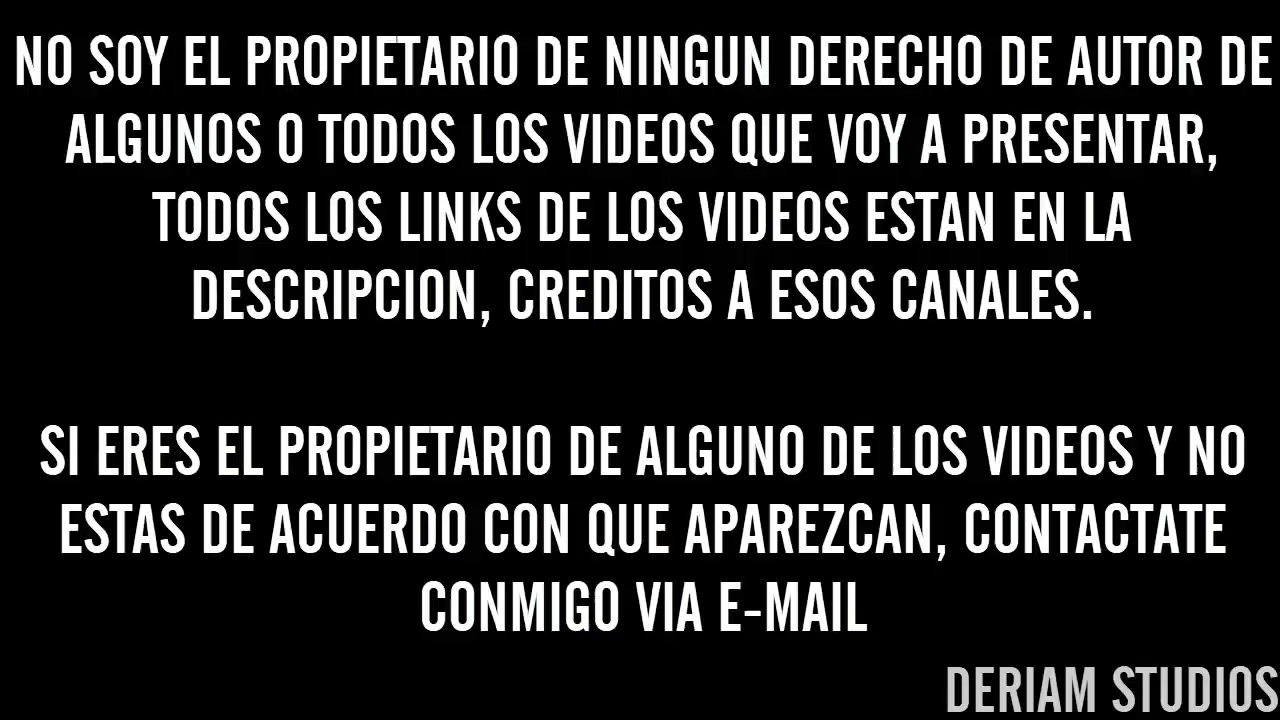 NO SOY EL PROPIETARIO DE NINGUN DERECHO DE AUTOR DE
ALGUNOS O TODOS LOS VIDEOS QUE VOY A PRESENTAR,
TODOS LOS LINKS DE LOS VIDEOS ESTAN EN LA
DESCRIPCION, CREDITOS A ESOS CANALES.
SI ERES EL PROPIETARIO DE ALGUNO DE LOS VIDEOS Y NO
ESTAS DE ACUERDO CON QUE APAREZCAN, CONTACTATE
CONMIGO VIA E-MAIL
DERIAM STUDIOS